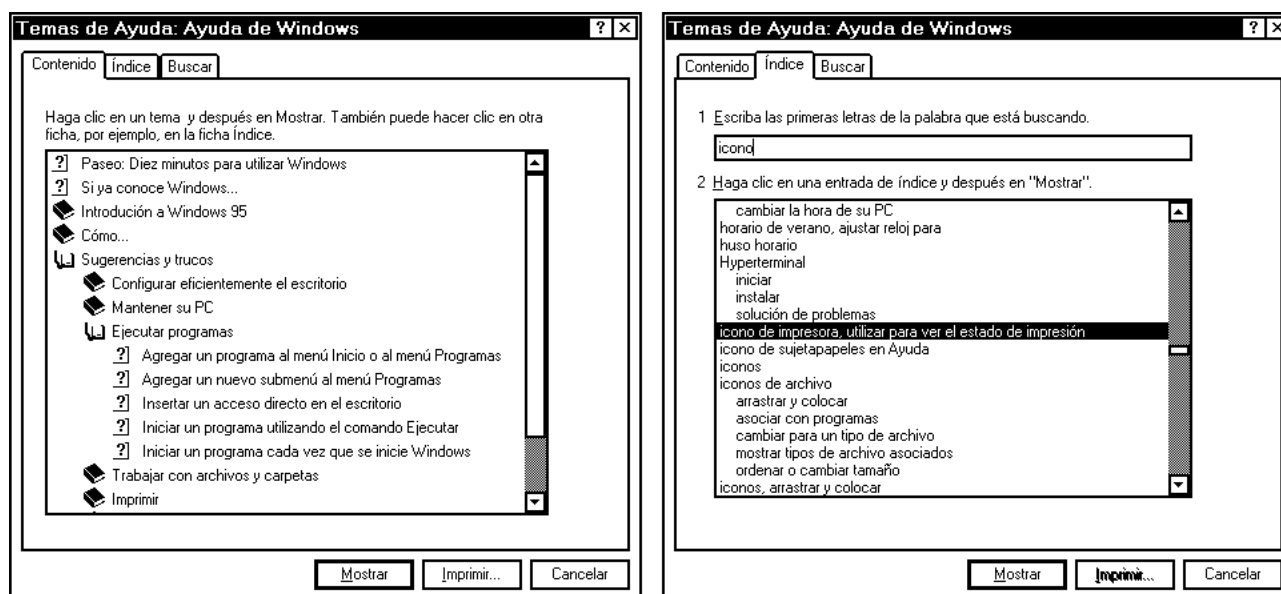 Temas de Ayuda: Ayuda de Windows
Contenido Índice Buscar
Haga clic en un tema y después en Mostrar. También puede hacer clic en otra
ficha, por ejemplo, en la ficha Índice.
Paseo: Diez minutos para utilizar Windows
Si ya conoce Windows...
Introdución a Windows 95
Cómo...
Sugerencias y trucos
Configurar eficientemente el escritorio
Mantener su PC
Ejecutar programas
Agregar un programa al menú Inicio o al menú Programas
Agregar un nuevo submenú al menú Programas
Insertar un acceso directo en el escritorio
Iniciar un programa utilizando el comando Ejecutar
Iniciar un programa cada vez que se inicie Windows
Trabajar con archivos y carpetas
Imprimir
Mostrar Imprimir... Cancelar
Temas de Ayuda: Ayuda de Windows
Contenido Índice Buscar
1 Escriba las primeras letras de la palabra que está buscando.
icono
2 Haga clic en una entrada de índice y después en "Mostrar".
cambiar la hora de su PC
horario de verano, ajustar reloj para
huso horario
Hyperterminal
iniciar
instalar
solución de problemas
icono de impresora, utilizar para ver el estado de impresión
icono de sujetapapeles en Ayuda
iconos
iconos de archivo
arrastrar y colocar
asociar con programas
cambiar para un tipo de archivo
mostrar tipos de archivo asociados
ordenar o cambiar tamaño
iconos, arrastrar y colocar
Mostrar Imprimir... Cancelar